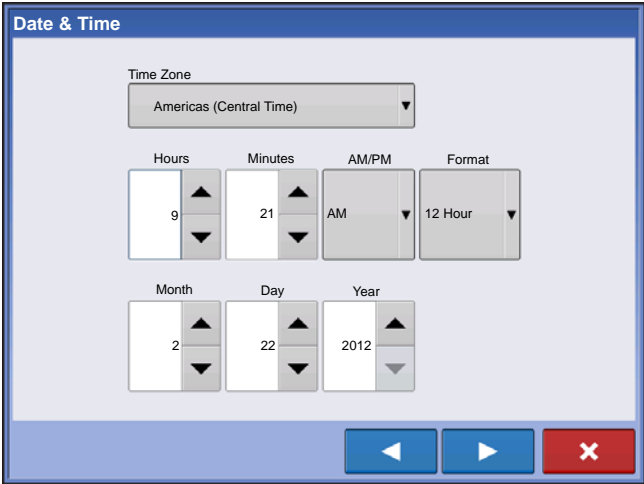 Date & Time
Time Zone
Americas (Central Time)
Hours Minutes AM/PM Format
9 21 AM 12 Hour
Month Day Year
2 22 2012